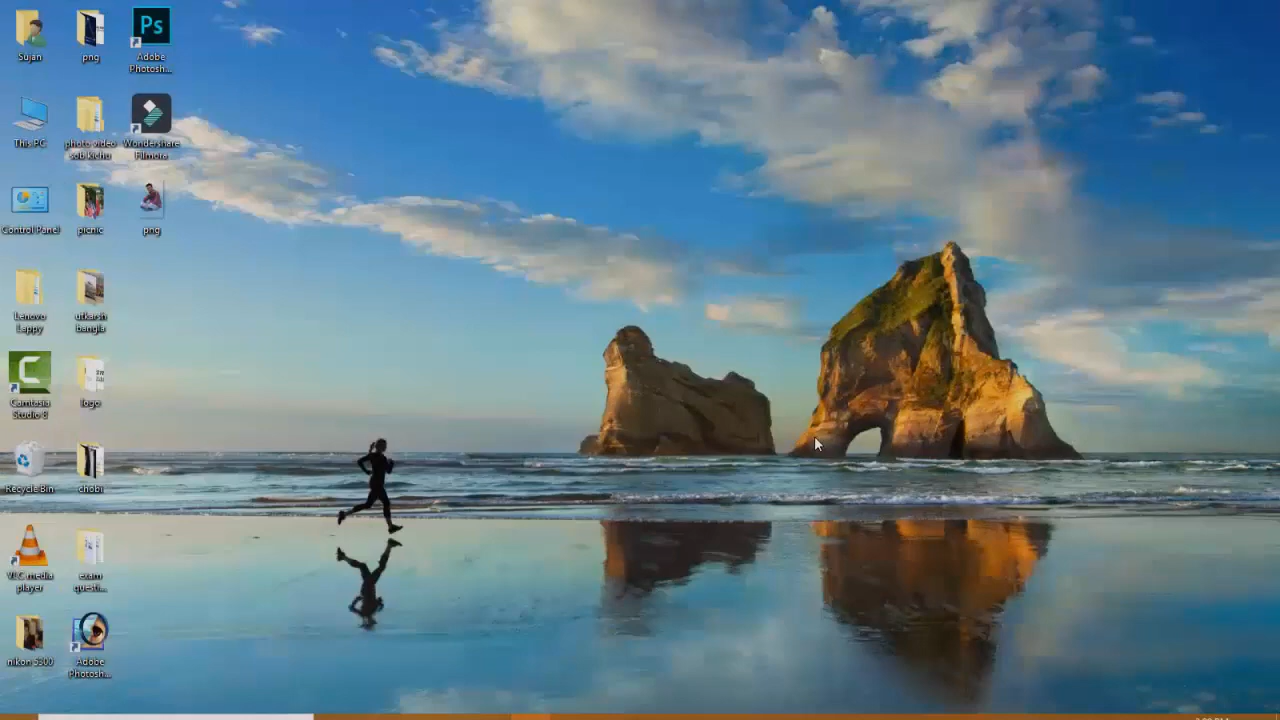 Sujan
png
Ps
Adobe
Photosh...
This PC
photo video
sob kichu
Wondershare
Filmora
Control Panel
picnic
png
Lenovo
Lappy
utkarsh
bangla
Camtasia
Studio 8
logo
Recycle Bin
chobi
VLC media
player
exam
questi...
nikon 5300
Adobe
Photosh...